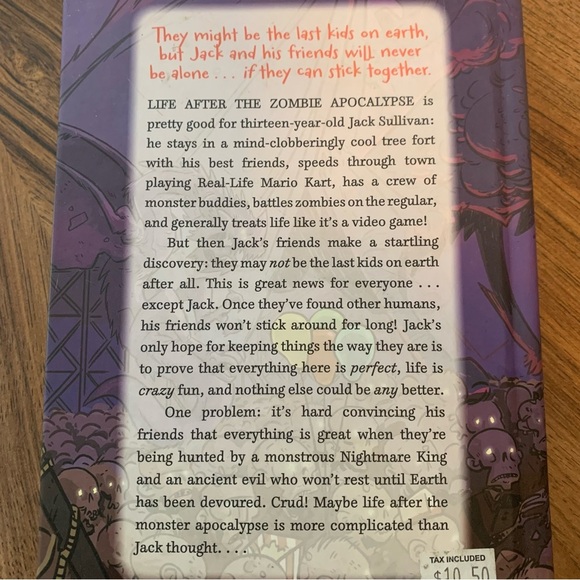 They might be the last kids on earth,
but Jack and his friends will never
be alone . . . if they can stick together.
LIFE AFTER THE ZOMBIE APOCALYPSE is
pretty good for thirteen-year-old Jack Sullivan:
he stays in a mind-clobberingly cool tree fort
with his best friends, speeds through town
playing Real-Life Mario Kart, has a crew of
monster buddies, battles zombies on the regular,
and generally treats life like it's a video game!
But then Jack's friends make a startling
discovery: they may not be the last kids on earth
after all. This is great news for everyone . . .
except Jack. Once they've found other humans,
his friends won't stick around for long! Jack's
only hope for keeping things the way they are is
to prove that everything here is perfect, life is
crazy fun, and nothing else could be any better.
One problem: it's hard convincing his
friends that everything is great when they're
being hunted by a monstrous Nightmare King
and an ancient evil who won't rest until Earth
has been devoured. Crud! Maybe life after the
monster apocalypse is more complicated than
Jack thought. . . .
TAX INCLUDED
$10.50